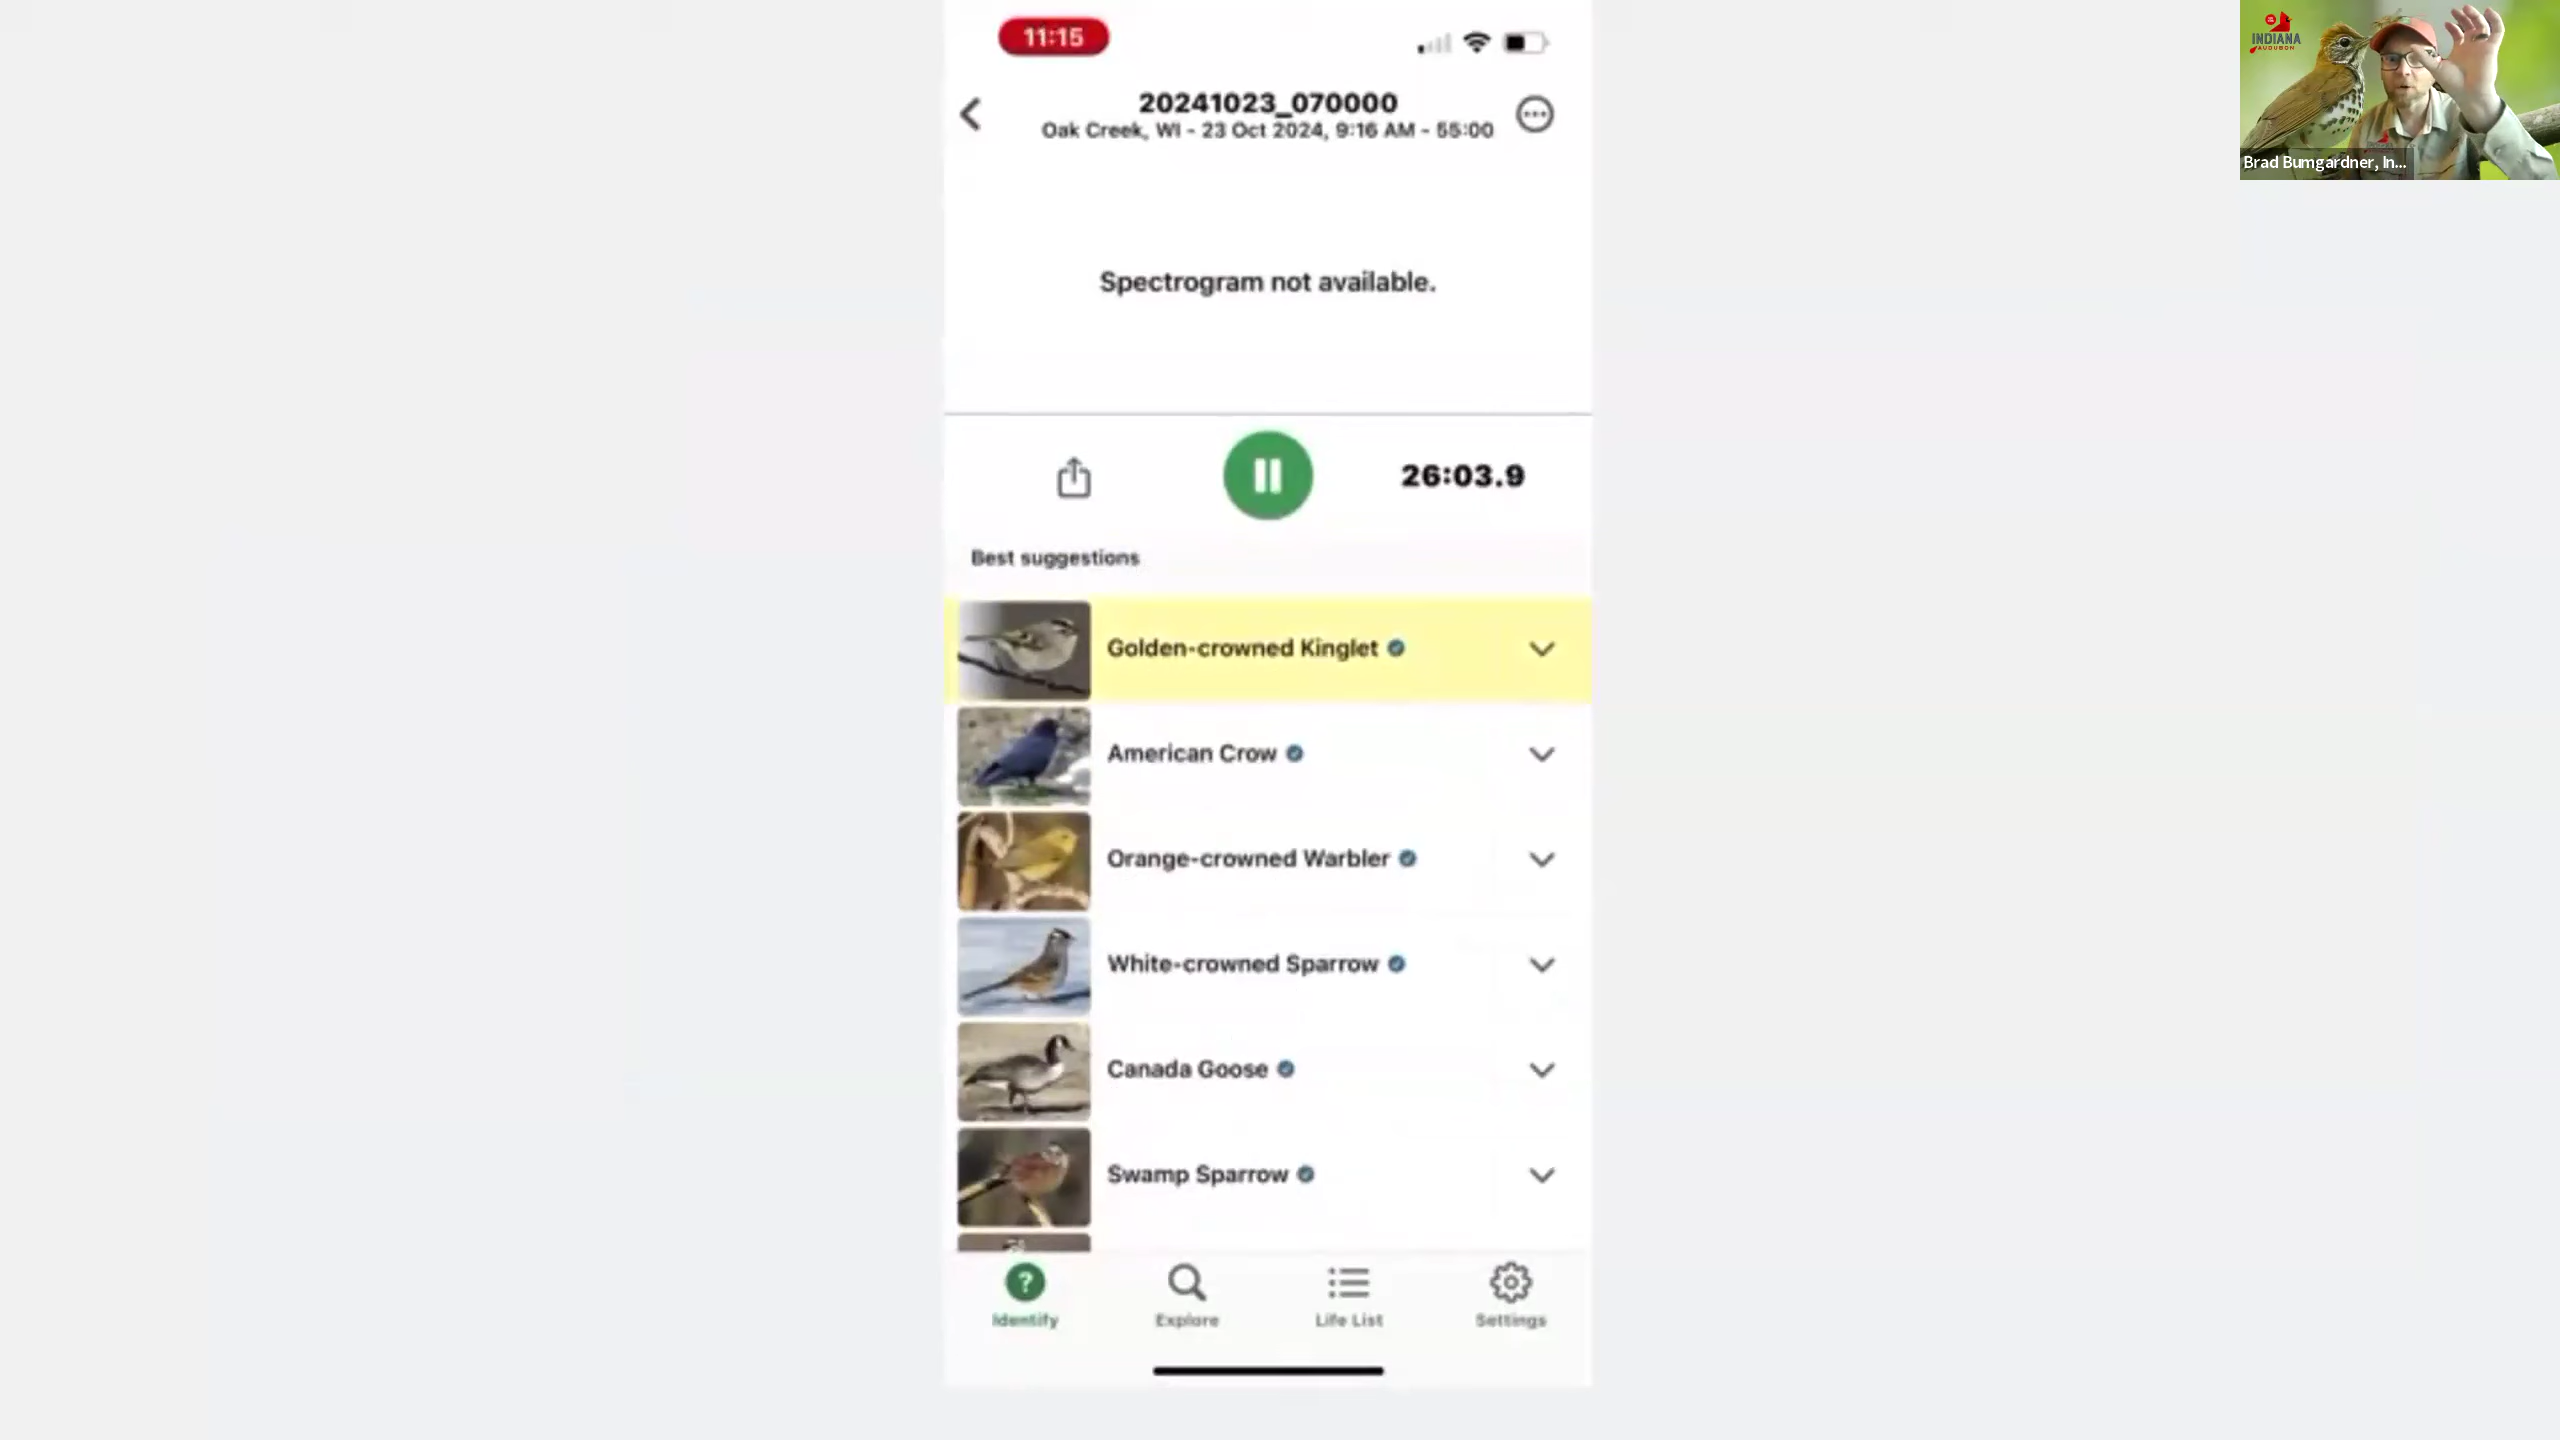 11:15
20241023_070000
Oak Creek, WI - 23 Oct 2024, 9:16 AM - 55:00
Spectrogram not available.
26:03.9
Best suggestions
Golden-crowned Kinglet
American Crow
Orange-crowned Warbler
White-crowned Sparrow
Canada Goose
Swamp Sparrow
Identify
Explore
Life List
Settings
INDIANA
AUDUBON
Brad Bumgardner, In...